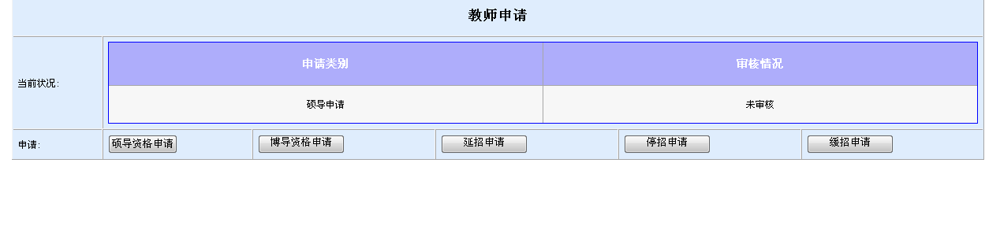 教师申请
申请类别 审核情况
当前状况:
硕导申请 未审核
申请: 硕导资格申请 博导资格申请 延招申请 停招申请 缓招申请